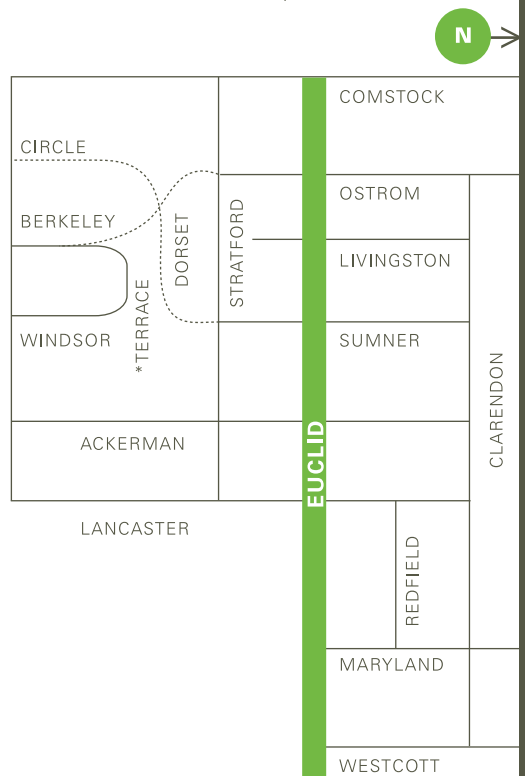 N
COMSTOCK
CIRCLE
OSTROM
BERKELEY
DORSET
STRATFORD
LIVINGSTON
*TERRACE
WINDSOR
SUMNER
CLARENDON
ACKERMAN
EUCLID
LANCASTER
REDFIELD
MARYLAND
WESTCOTT